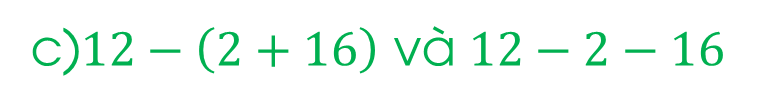 c)12 − (2 + 16) và 12 − 2 − 16